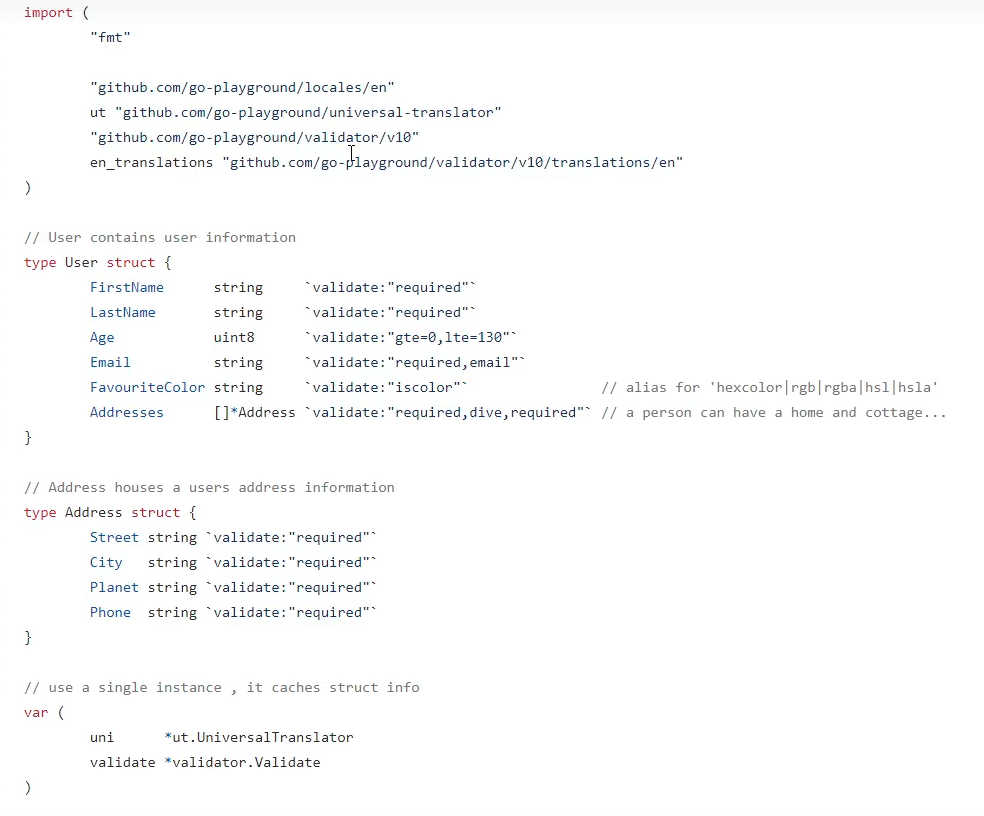 import (
"fmt"
"github.com/go-playground/locales/en"
ut "github.com/go-playground/universal-translator"
"github.com/go-playground/validator/v10"
en_translations "github.com/go-playground/validator/v10/translations/en"
)
// User contains user information
type User struct {
FirstName string `validate:"required"`
LastName string `validate:"required"`
Age uint8 `validate:"gte=0,lte=130"`
Email string `validate:"required,email"`
FavouriteColor string `validate:"iscolor"` // alias for 'hexcolor|rgb|rgba|hsl|hsla'
Addresses []*Address `validate:"required,dive,required"` // a person can have a home and cottage...
}
// Address houses a users address information
type Address struct {
Street string `validate:"required"`
City string `validate:"required"`
Planet string `validate:"required"`
Phone string `validate:"required"`
}
// use a single instance , it caches struct info
var (
uni *ut.UniversalTranslator
validate *validator.Validate
)